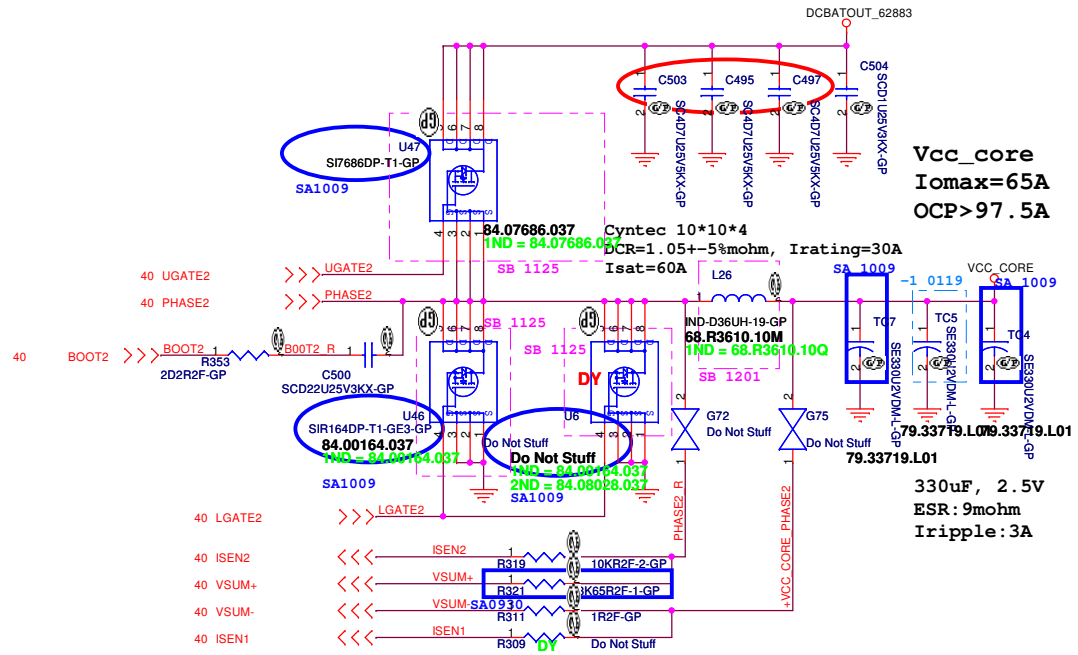 DCBATOUT_62883
C503
C495
C497
C504
SC4D7U25V5KX-GP
SC4D7U25V5KX-GP
SC4D7U25V5KX-GP
SCD1U25V3KX-GP
Vcc_core
Iomax=65A
OCP>97.5A
U47
SI7686DP-T1-GP
SA1009
84.07686.037
1ND = 84.07686.037
SB 1125
Cyntec 10*10*4
DCR=1.05+-5%mohm, Irating=30A
Isat=60A
40 UGATE2
UGATE2
40 PHASE2
PHASE2
L26
IND-D36UH-19-GP
68.R3610.10M
1ND = 68.R3610.10Q
SB 1201
SA 1009
-1 0119
VCC_CORE
SA 1009
TC7
TC5
TC4
SE330U2VDM-L-GP
SE330U2VDM-L-GP
SE330U2VDM-L-GP
79.33719.L01
79.33719.L01
79.33719.L01
SB 1125
SB 1125
40 BOOT2
BOOT2
R353
2D2R2F-GP
BOOT2_R
C500
SCD22U25V3KX-GP
U46
SIR164DP-T1-GE3-GP
84.00164.037
1ND = 84.00164.037
SA1009
DY
U6
Do Not Stuff
Do Not Stuff
1ND = 84.00164.037
2ND = 84.08028.037
SA1009
G72
Do Not Stuff
G75
Do Not Stuff
330uF, 2.5V
ESR:9mohm
Iripple:3A
40 LGATE2
LGATE2
PHASE2_R
+VCC_CORE_PHASE2
40 ISEN2
ISEN2
R319
10KR2F-2-GP
40 VSUM+
VSUM+
R321
3K65R2F-1-GP
40 VSUM-
VSUM-
SA0930
R311
1R2F-GP
40 ISEN1
ISEN1
R309
DY
Do Not Stuff